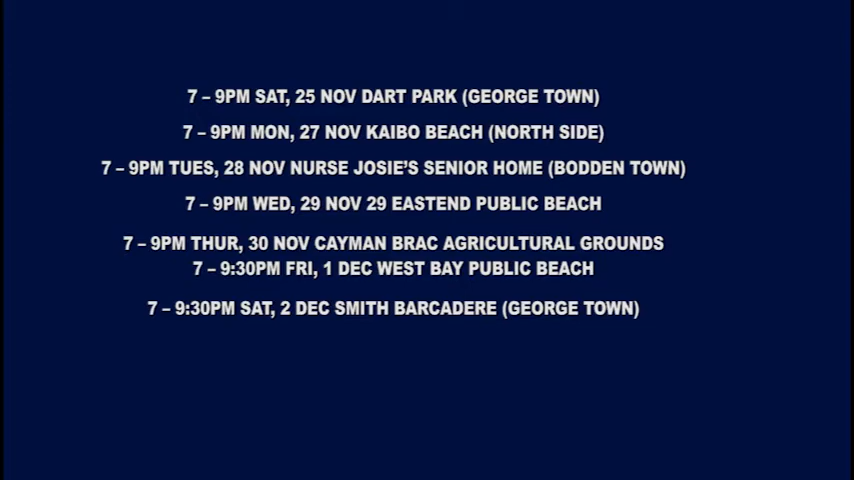 7 – 9PM SAT, 25 NOV DART PARK (GEORGE TOWN)
7 – 9PM MON, 27 NOV KAIBO BEACH (NORTH SIDE)
7 – 9PM TUES, 28 NOV NURSE JOSIE'S SENIOR HOME (BODDEN TOWN)
7 – 9PM WED, 29 NOV 29 EASTEND PUBLIC BEACH
7 – 9PM THUR, 30 NOV CAYMAN BRAC AGRICULTURAL GROUNDS
7 – 9:30PM FRI, 1 DEC WEST BAY PUBLIC BEACH
7 – 9:30PM SAT, 2 DEC SMITH BARCADERE (GEORGE TOWN)